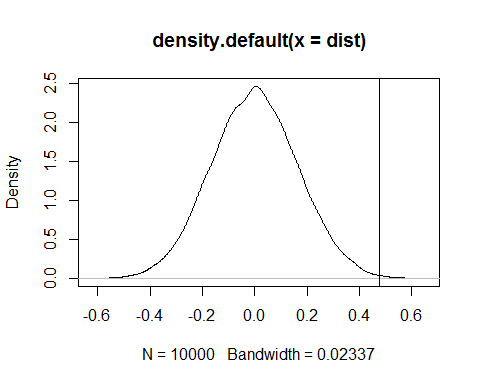 density.default(x = dist)
Density
2.5
2.0
1.5
1.0
0.5
0.0
-0.6 -0.4 -0.2 0.0 0.2 0.4 0.6
N = 10000 Bandwidth = 0.02337